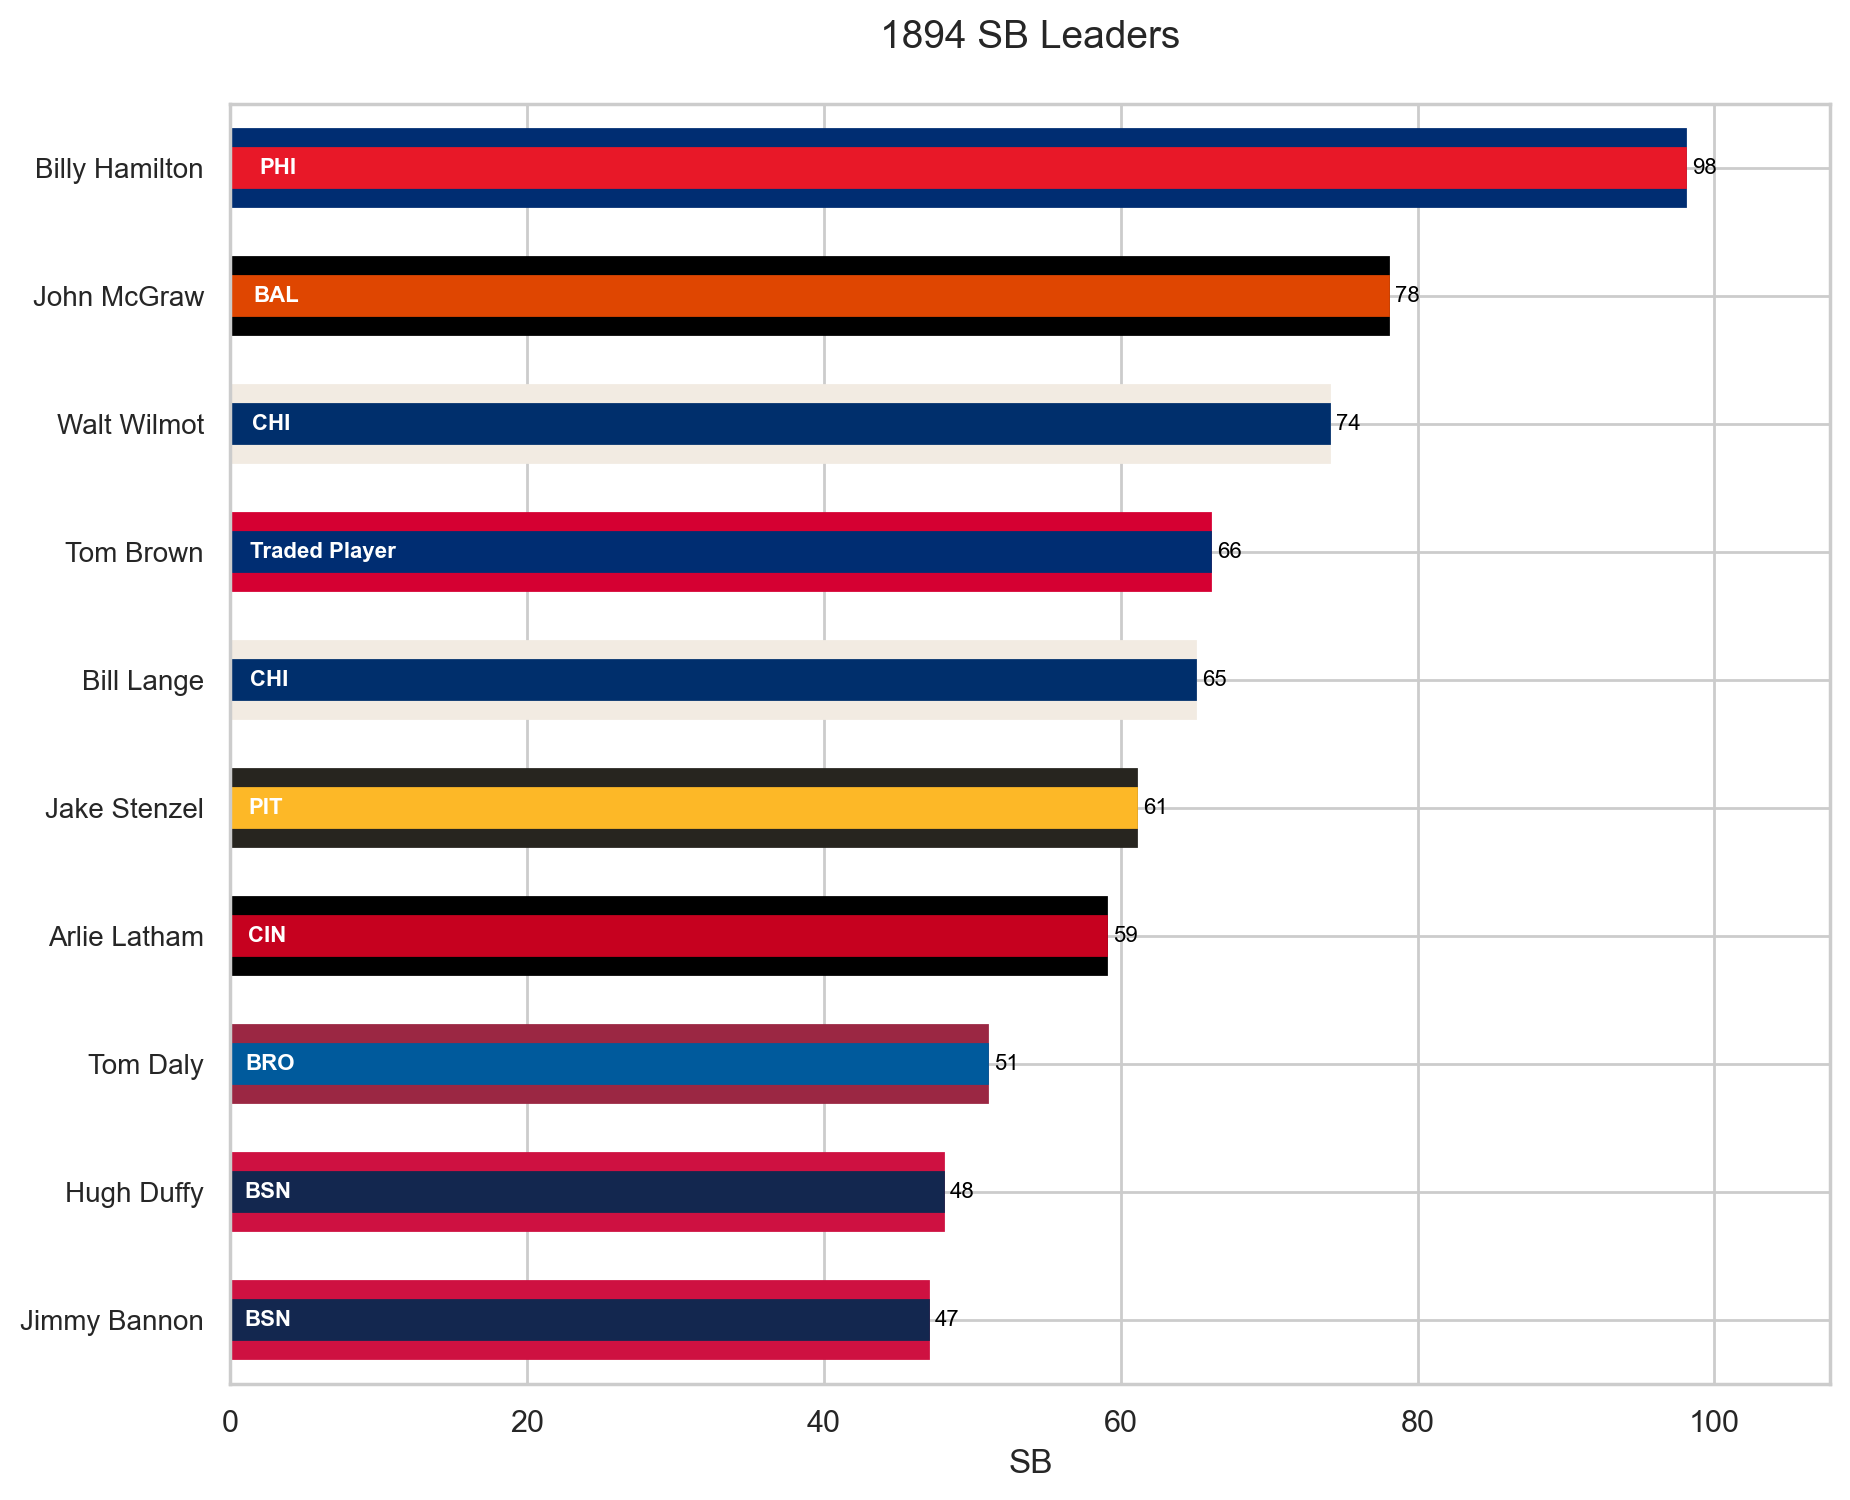 1894 SB Leaders
Billy Hamilton PHI 98
John McGraw BAL 78
Walt Wilmot CHI 74
Tom Brown Traded Player 66
Bill Lange CHI 65
Jake Stenzel PIT 61
Arlie Latham CIN 59
Tom Daly BRO 51
Hugh Duffy BSN 48
Jimmy Bannon BSN 47
0 20 40 60 80 100
SB